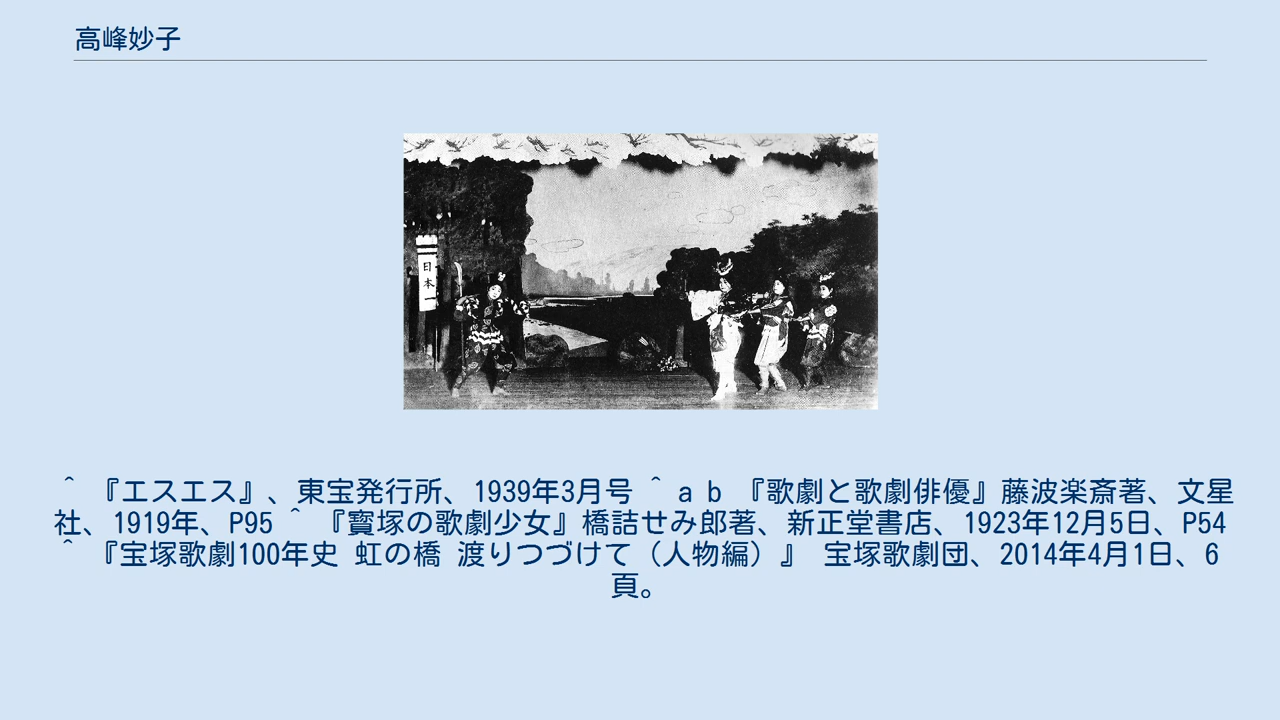 高峰妙子
日本一
＾ 『エスエス』、東宝発行所、1939年3月号 ＾ a b 『歌劇と歌劇俳優』藤波楽斎著、文星
社、1919年、P95 ＾ 『寳塚の歌劇少女』橋詰せみ郎著、新正堂書店、1923年12月5日、P54
＾ 『宝塚歌劇100年史 虹の橋 渡りつづけて（人物編）』 宝塚歌劇団、2014年4月1日、6
頁。